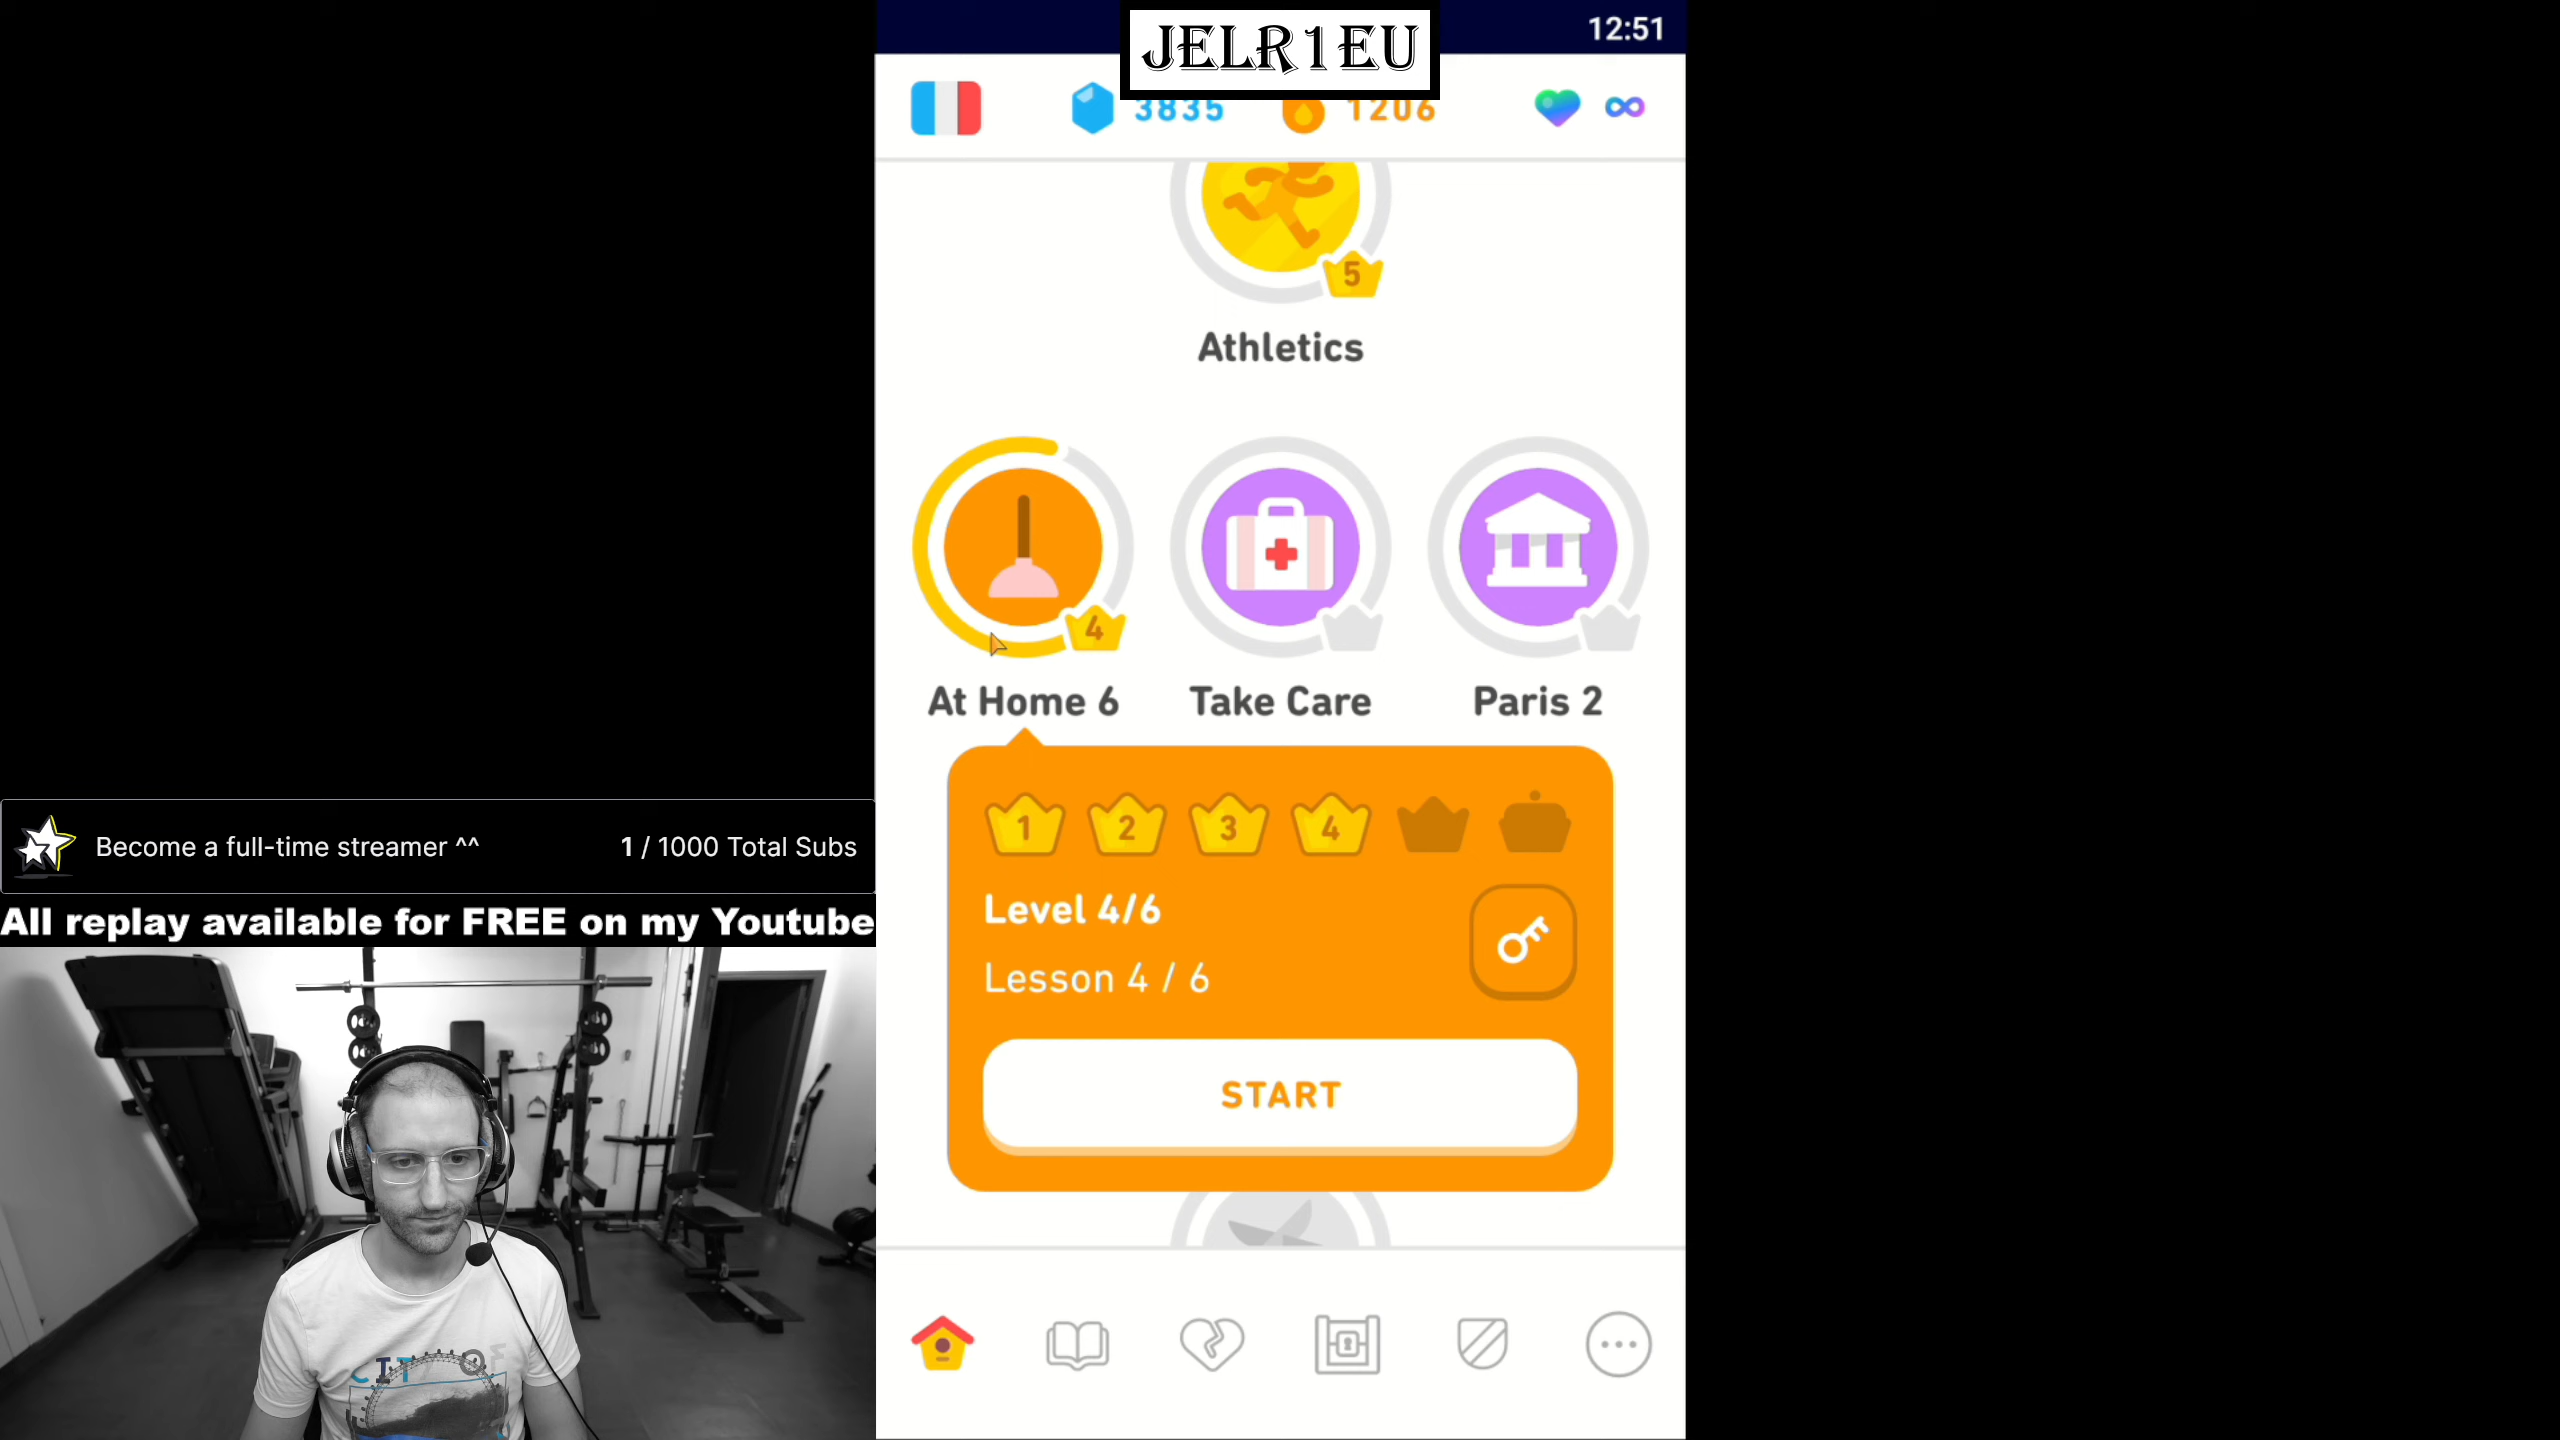 JELR1EU
12:51
3835
1206
5
Athletics
4
At Home 6
Take Care
Paris 2
1 2 3 4
Level 4/6
Lesson 4 / 6
START
Become a full-time streamer ^^
1 / 1000 Total Subs
All replay available for FREE on my Youtube
CIT OF